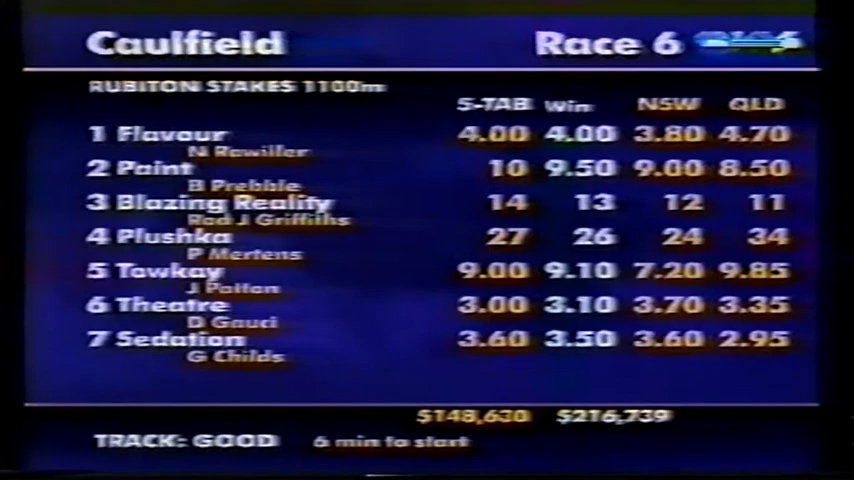 Caulfield Race 6
RUBITON STAKES 1100m
S-TAB Win NSW QLD
1 Flavour 4.00 4.00 3.80 4.70
N Rawiller
2 Paint 10 9.50 9.00 8.50
B Prebble
3 Blazing Reality 14 13 12 11
Rod J Griffiths
4 Plushka 27 26 24 34
P Mertens
5 Towkay 9.00 9.10 7.20 9.85
J Patton
6 Theatre 3.00 3.10 3.70 3.35
D Gauci
7 Sedation 3.60 3.50 3.60 2.95
G Childs
$148,630 $216,739
TRACK: GOOD 6 min to start